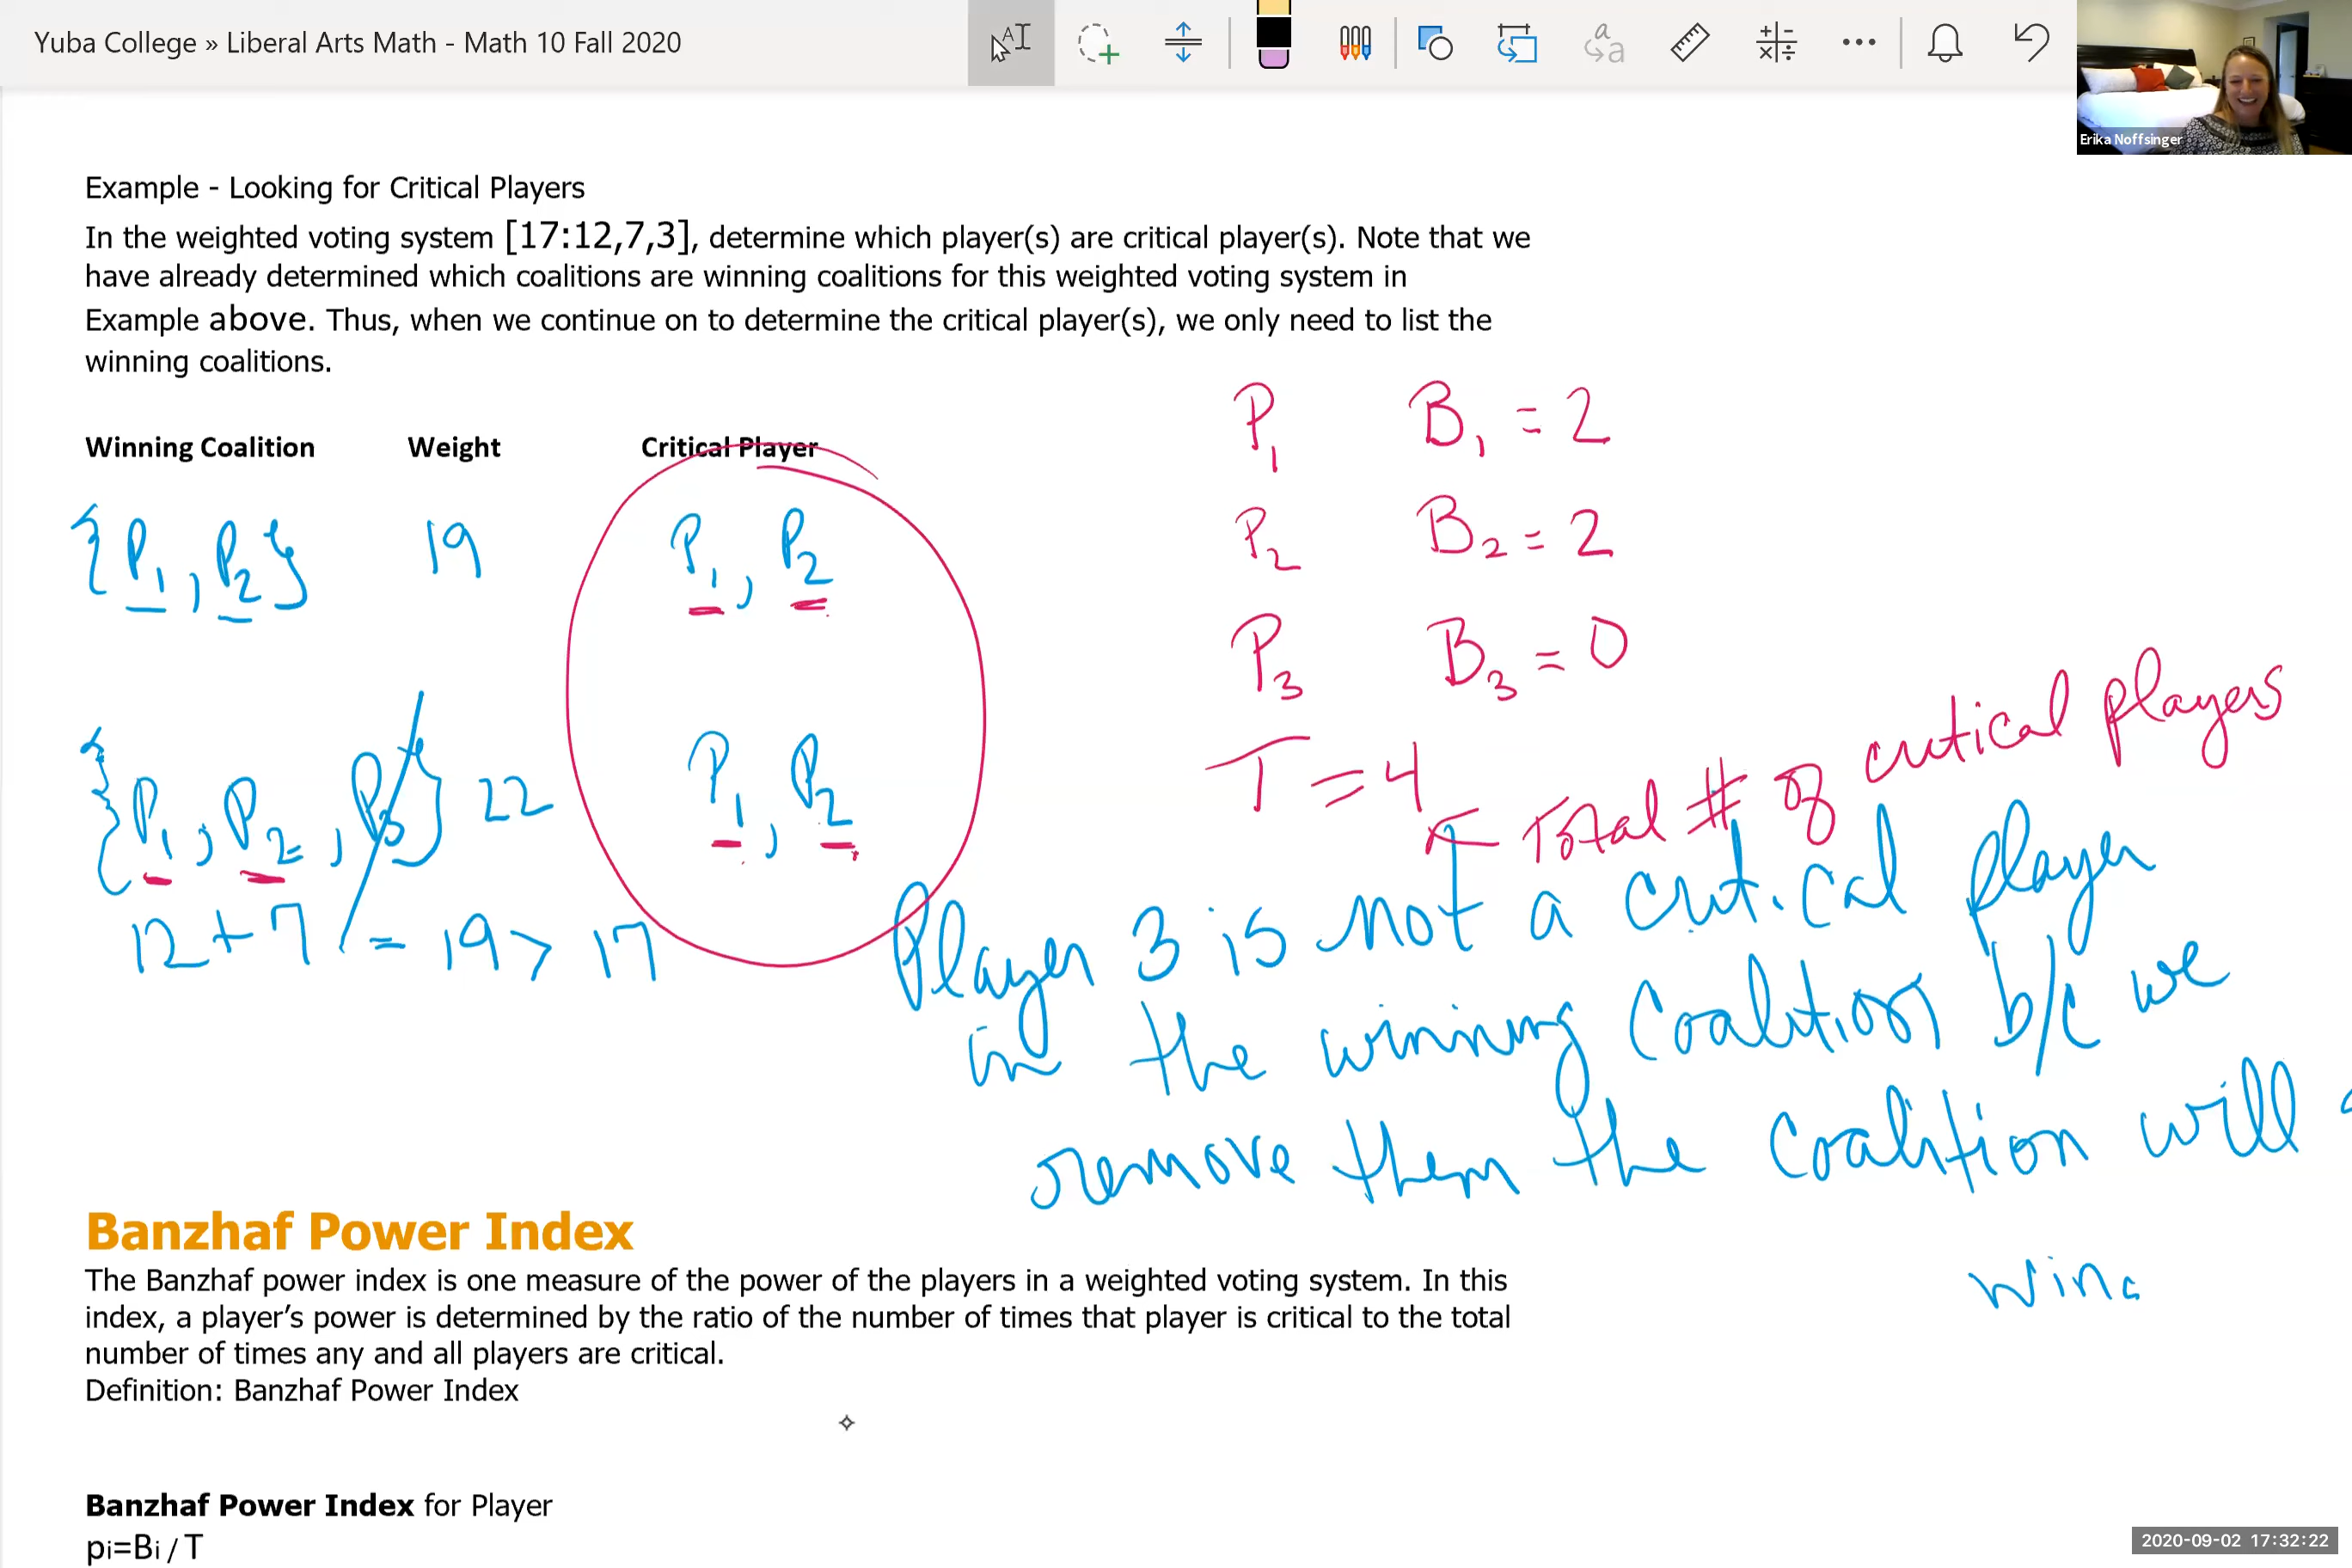 Yuba College » Liberal Arts Math - Math 10 Fall 2020
Erika Noffsinger
Example - Looking for Critical Players
In the weighted voting system [17:12,7,3], determine which player(s) are critical player(s). Note that we
have already determined which coalitions are winning coalitions for this weighted voting system in
Example above. Thus, when we continue on to determine the critical player(s), we only need to list the
winning coalitions.
Winning Coalition Weight Critical Player
{P1, P2} 19 P1, P2
{P1, P2, P3} 22 P1, P2
12 + 7 = 19 > 17
P1 B1 = 2
P2 B2 = 2
P3 B3 = 0
T = 4 ← Total # of critical players
Player 3 is not a critical player
in the winning coalition b/c we
remove them the coalition will
win
Banzhaf Power Index
The Banzhaf power index is one measure of the power of the players in a weighted voting system. In this
index, a player's power is determined by the ratio of the number of times that player is critical to the total
number of times any and all players are critical.
Definition: Banzhaf Power Index
Banzhaf Power Index for Player
pi=Bi / T
2020-09-02 17:32:22